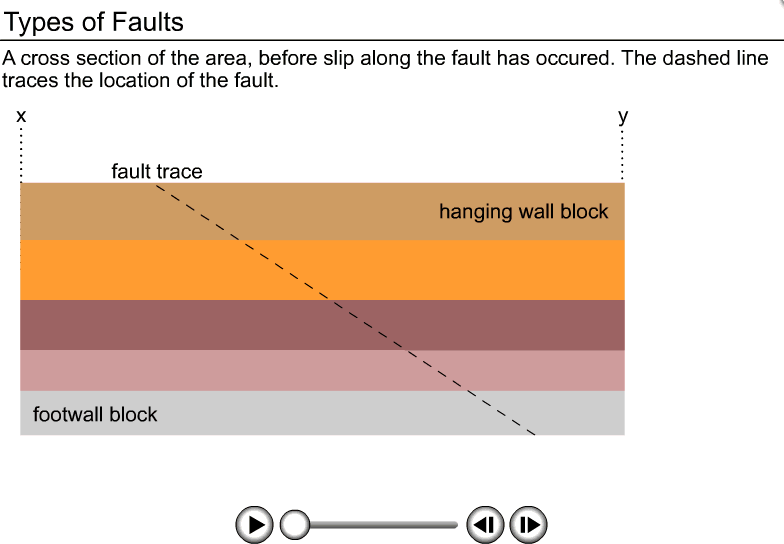 Types of Faults
A cross section of the area, before slip along the fault has occured. The dashed line
traces the location of the fault.
x
y
fault trace
hanging wall block
footwall block